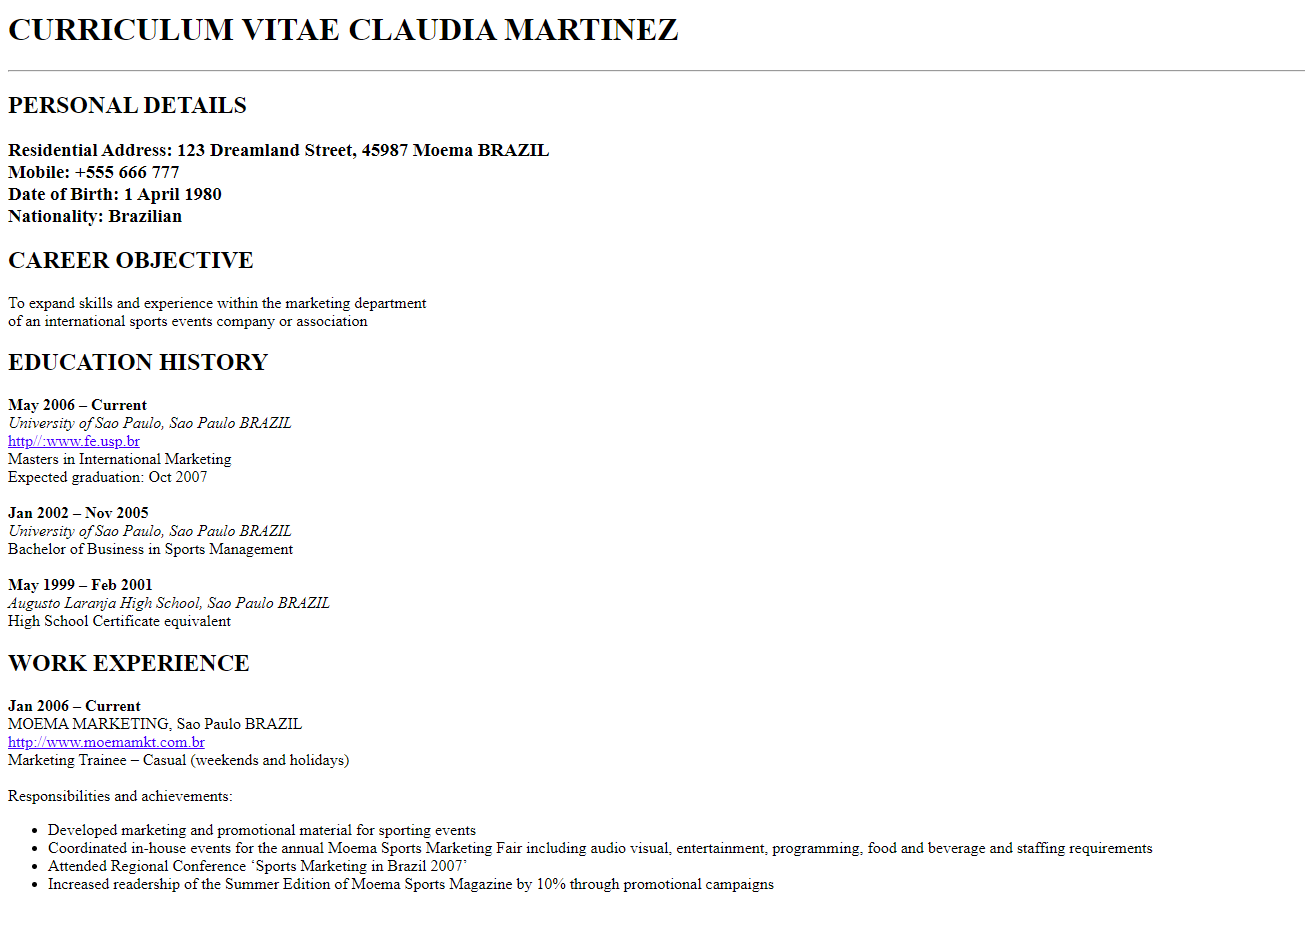 CURRICULUM VITAE CLAUDIA MARTINEZ
PERSONAL DETAILS
Residential Address: 123 Dreamland Street, 45987 Moema BRAZIL
Mobile: +555 666 777
Date of Birth: 1 April 1980
Nationality: Brazilian
CAREER OBJECTIVE
To expand skills and experience within the marketing department
of an international sports events company or association
EDUCATION HISTORY
May 2006 – Current
University of Sao Paulo, Sao Paulo BRAZIL
http//:www.fe.usp.br
Masters in International Marketing
Expected graduation: Oct 2007
Jan 2002 – Nov 2005
University of Sao Paulo, Sao Paulo BRAZIL
Bachelor of Business in Sports Management
May 1999 – Feb 2001
Augusto Laranja High School, Sao Paulo BRAZIL
High School Certificate equivalent
WORK EXPERIENCE
Jan 2006 – Current
MOEMA MARKETING, Sao Paulo BRAZIL
http://www.moemamkt.com.br
Marketing Trainee – Casual (weekends and holidays)
Responsibilities and achievements:
• Developed marketing and promotional material for sporting events
• Coordinated in-house events for the annual Moema Sports Marketing Fair including audio visual, entertainment, programming, food and beverage and staffing requirements
• Attended Regional Conference ‘Sports Marketing in Brazil 2007’
• Increased readership of the Summer Edition of Moema Sports Magazine by 10% through promotional campaigns